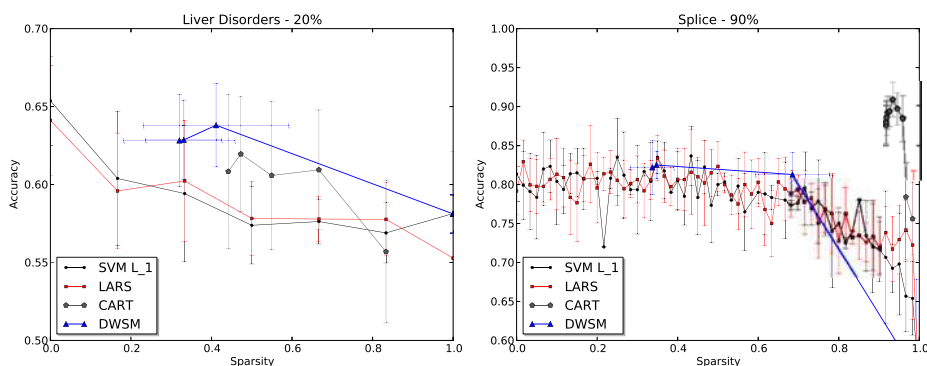 Liver Disorders - 20%
0.70
0.65
0.60
0.55
0.50
Accuracy
0.0
0.2
0.4
0.6
0.8
1.0
Sparsity
SVM L_1
LARS
CART
DWSM
Splice - 90%
1.00
0.95
0.90
0.85
0.80
0.75
0.70
0.65
0.60
Accuracy
0.0
0.2
0.4
0.6
0.8
1.0
Sparsity
SVM L_1
LARS
CART
DWSM